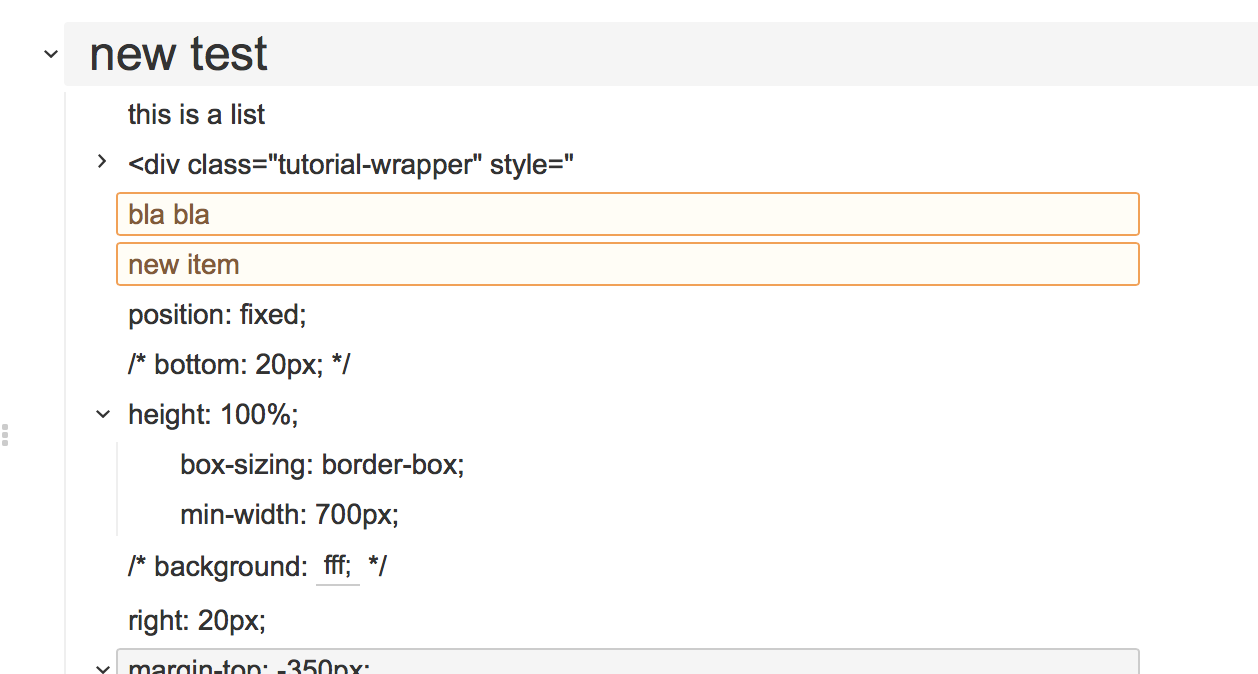 new test
this is a list
<div class="tutorial-wrapper" style="
bla bla
new item
position: fixed;
/* bottom: 20px; */
height: 100%;
box-sizing: border-box;
min-width: 700px;
/* background: fff; */
right: 20px;
margin-top: -350px;